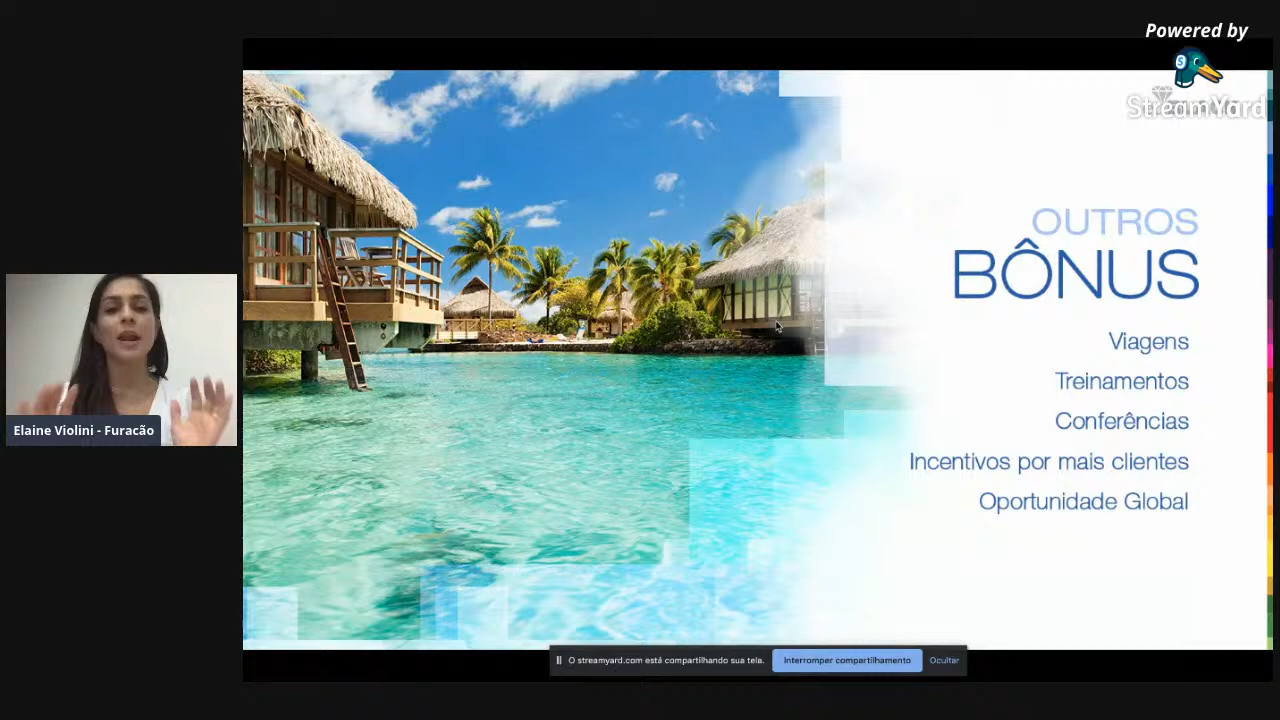 Powered by
StreamYard
OUTROS
BÔNUS
Viagens
Treinamentos
Conferências
Incentivos por mais clientes
Oportunidade Global
Elaine Violini - Furacão
O streamyard.com está compartilhando sua tela.
Interromper compartilhamento
Ocultar